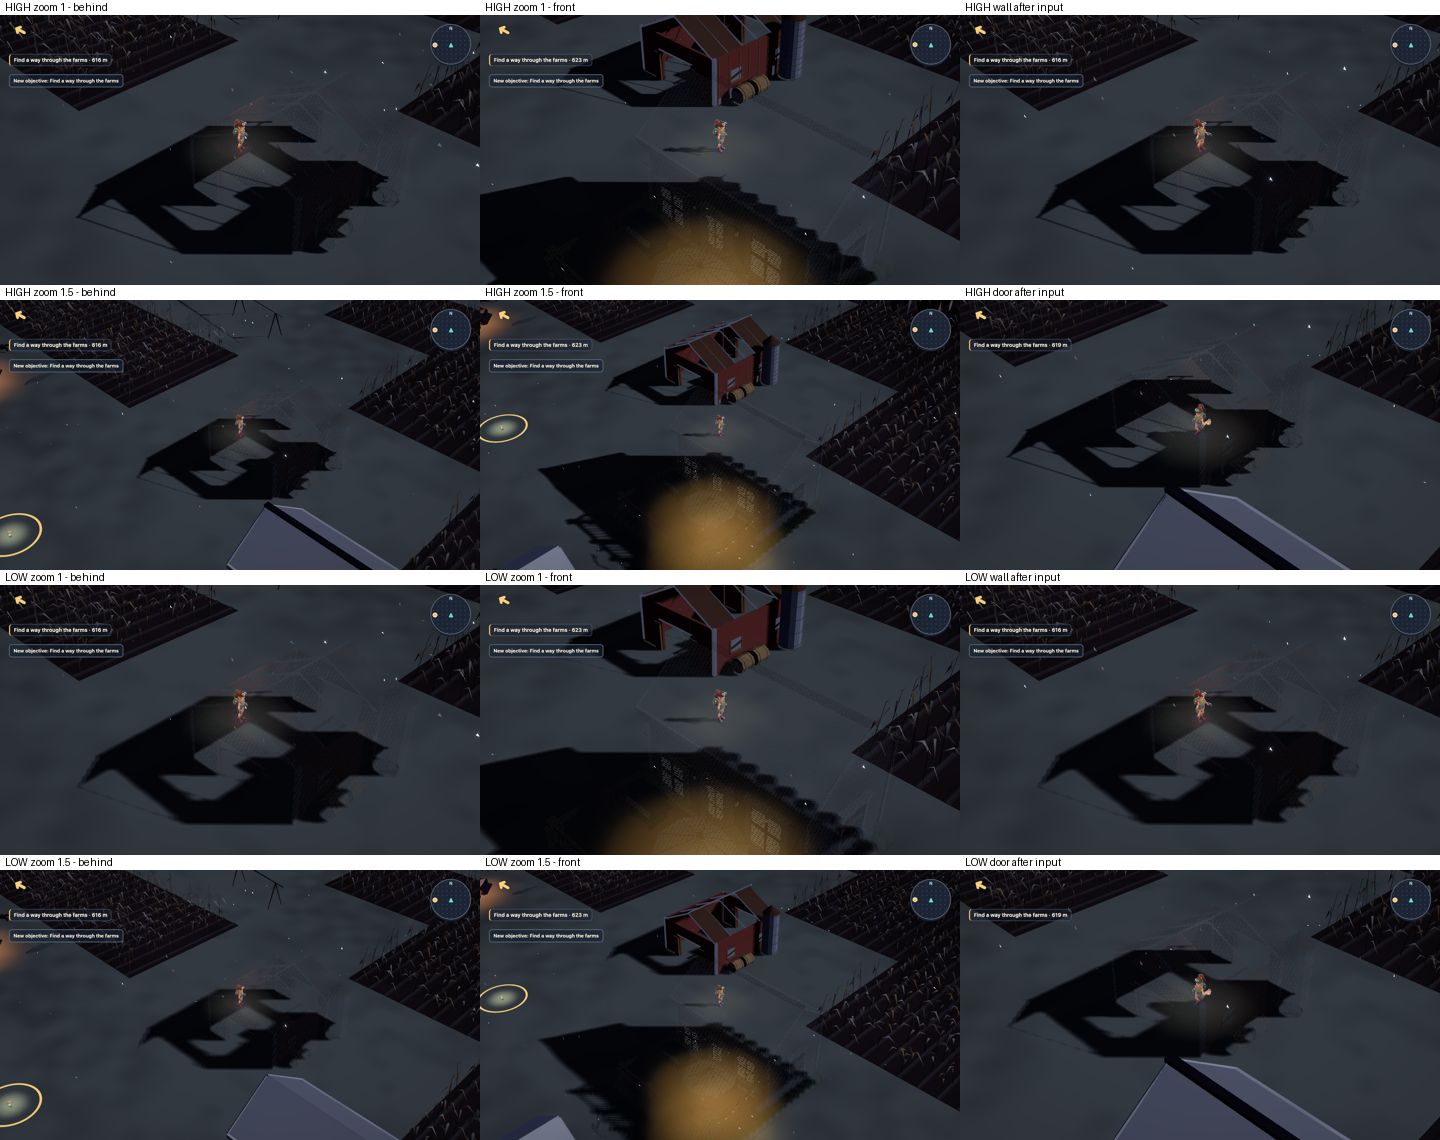 HIGH zoom 1 - behind
HIGH zoom 1 - front
HIGH wall after input
N
N
N
Find a way through the farms · 616 m
Find a way through the farms · 623 m
Find a way through the farms · 616 m
New objective: Find a way through the farms
New objective: Find a way through the farms
New objective: Find a way through the farms
HIGH zoom 1.5 - behind
HIGH zoom 1.5 - front
HIGH door after input
N
N
N
Find a way through the farms · 616 m
Find a way through the farms · 623 m
Find a way through the farms · 619 m
New objective: Find a way through the farms
New objective: Find a way through the farms
LOW zoom 1 - behind
LOW zoom 1 - front
LOW wall after input
N
N
N
Find a way through the farms · 616 m
Find a way through the farms · 623 m
Find a way through the farms · 616 m
New objective: Find a way through the farms
New objective: Find a way through the farms
New objective: Find a way through the farms
LOW zoom 1.5 - behind
LOW zoom 1.5 - front
LOW door after input
N
N
N
Find a way through the farms · 616 m
Find a way through the farms · 623 m
Find a way through the farms · 619 m
New objective: Find a way through the farms
New objective: Find a way through the farms